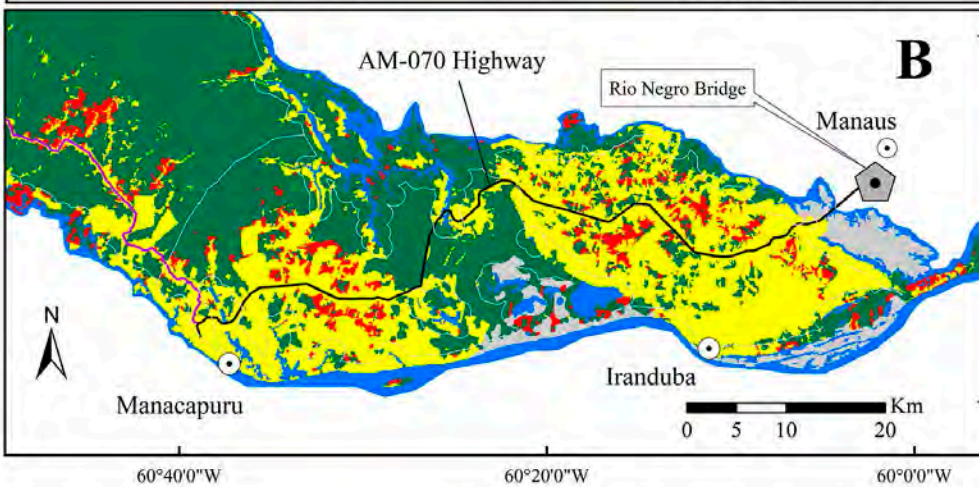 B
AM-070 Highway
Rio Negro Bridge
Manaus
N
Manacapuru
Iranduba
Km
0 5 10 20
60°40'0"W 60°20'0"W 60°0'0"W